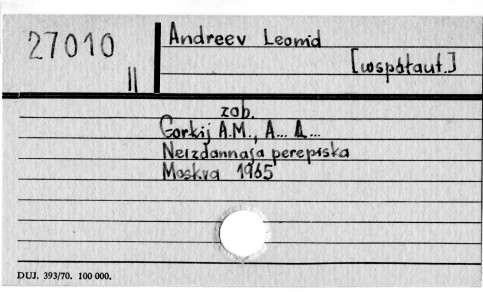 27010
II
Andreev Leonid
[współaut.]
zob.
Gorkij A.M., A... L...
Neizdannaja perepiska
Moskva 1965
DUJ. 393/70. 100 000.